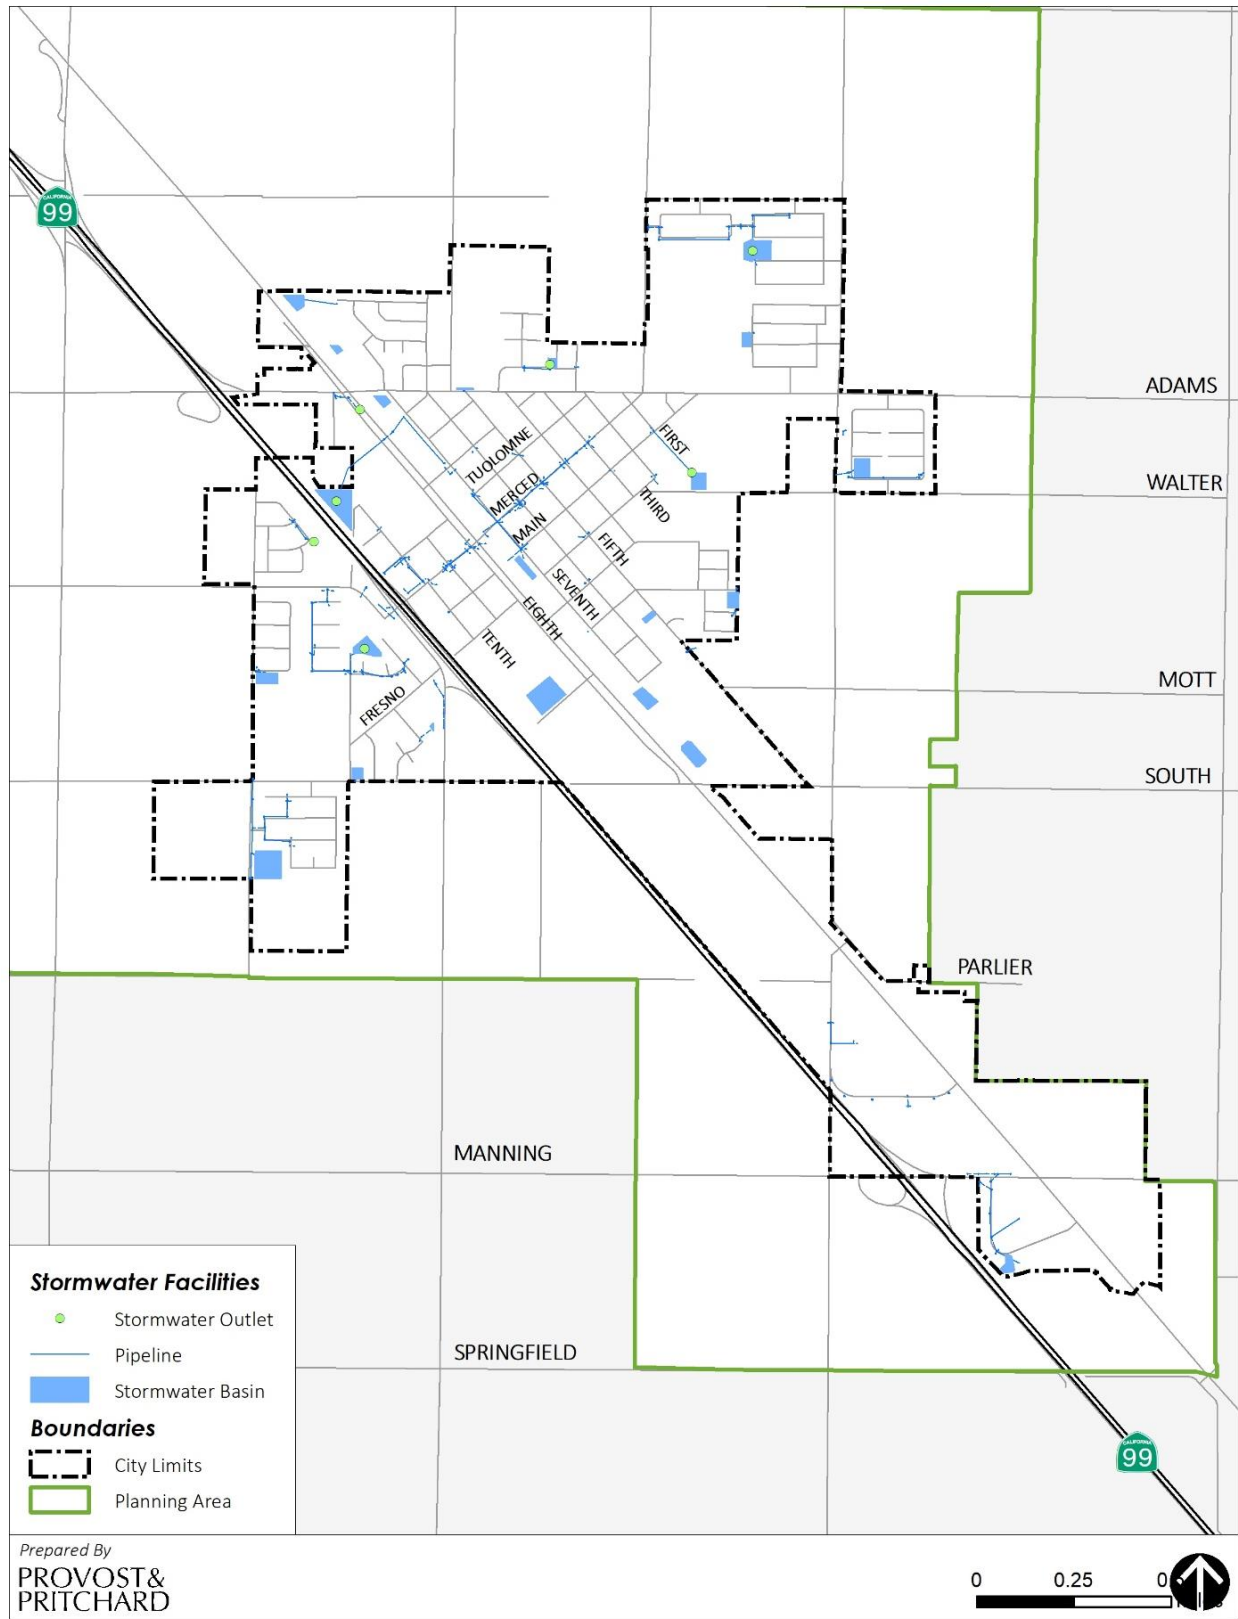 CALIFORNIA
99
ADAMS
FIRST
TUOLOMNE
WALTER
MERCED
THIRD
MAIN
FIFTH
SEVENTH
EIGHTH
TENTH
MOTT
FRESNO
SOUTH
PARLIER
MANNING
Stormwater Facilities
Stormwater Outlet
Pipeline
SPRINGFIELD
Stormwater Basin
Boundaries
City Limits
CALIFORNIA
99
Planning Area
Prepared By
PROVOST&
PRITCHARD
0 0.25